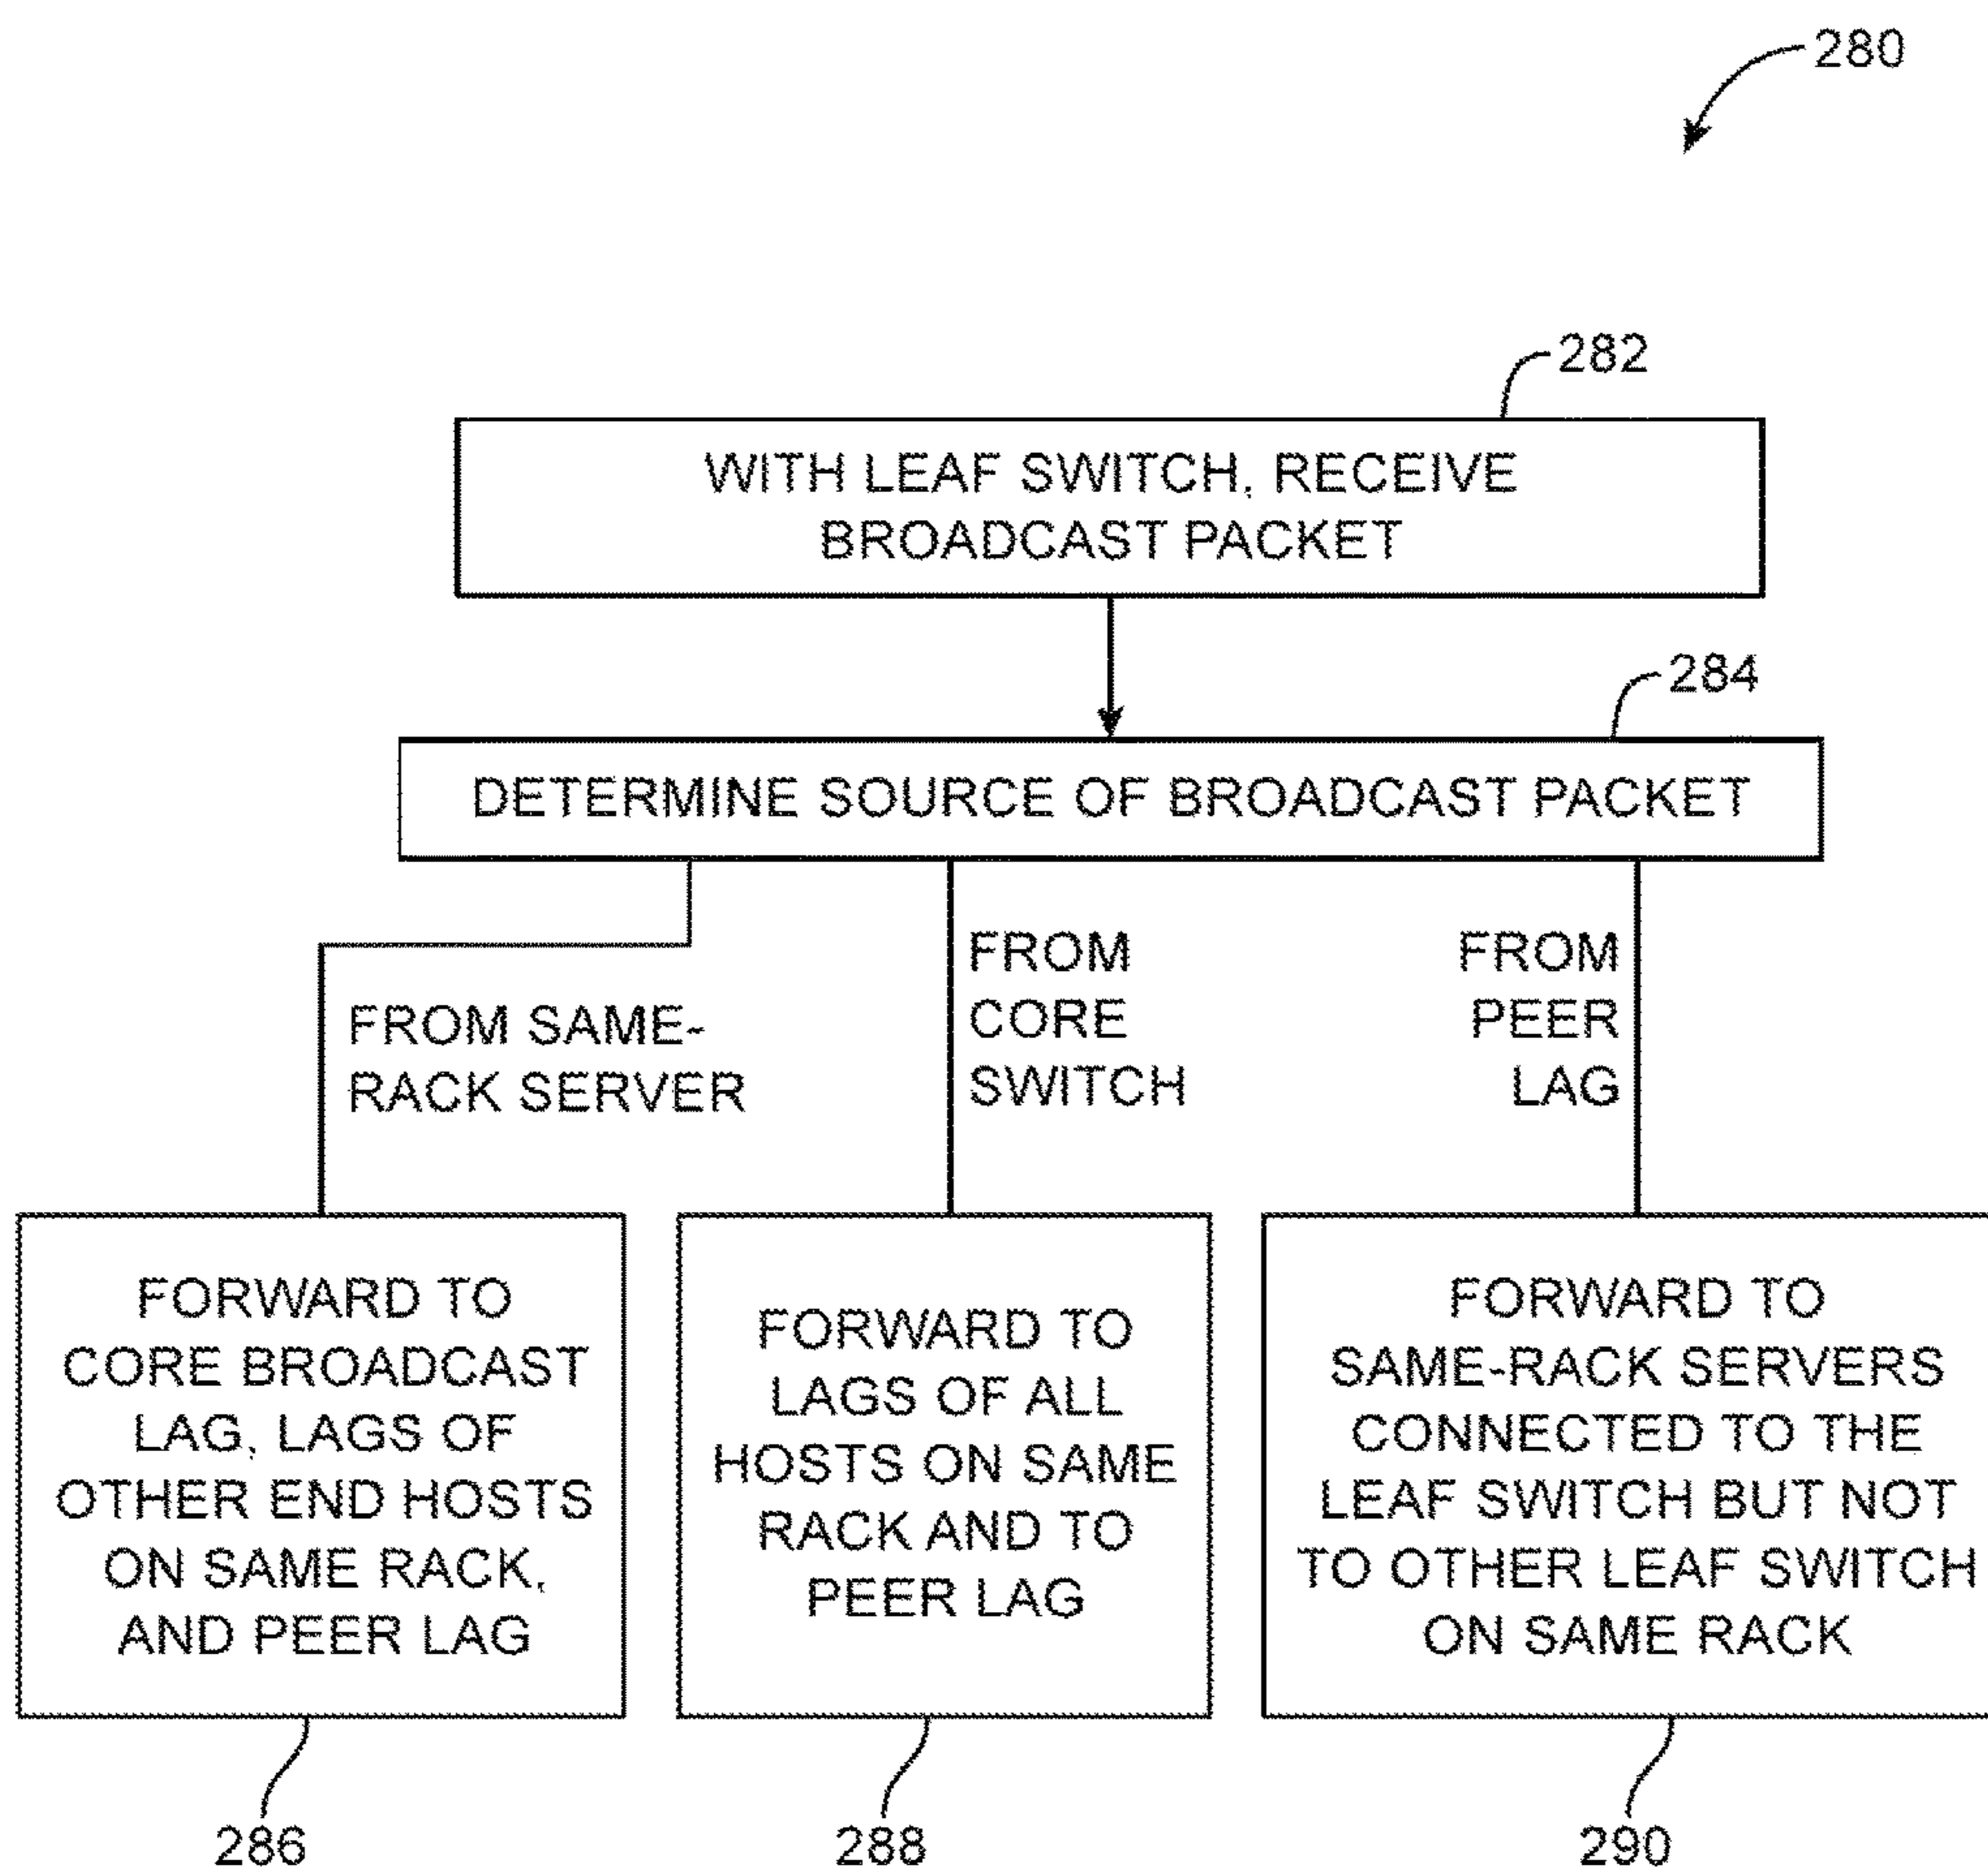 280
282
WITH LEAF SWITCH, RECEIVE
BROADCAST PACKET
284
DETERMINE SOURCE OF BROADCAST PACKET
FROM SAME-
RACK SERVER
FROM
CORE
SWITCH
FROM
PEER
LAG
FORWARD TO
CORE BROADCAST
LAG, LAGS OF
OTHER END HOSTS
ON SAME RACK,
AND PEER LAG
FORWARD TO
LAGS OF ALL
HOSTS ON SAME
RACK AND TO
PEER LAG
FORWARD TO
SAME-RACK SERVERS
CONNECTED TO THE
LEAF SWITCH BUT NOT
TO OTHER LEAF SWITCH
ON SAME RACK
286
288
290